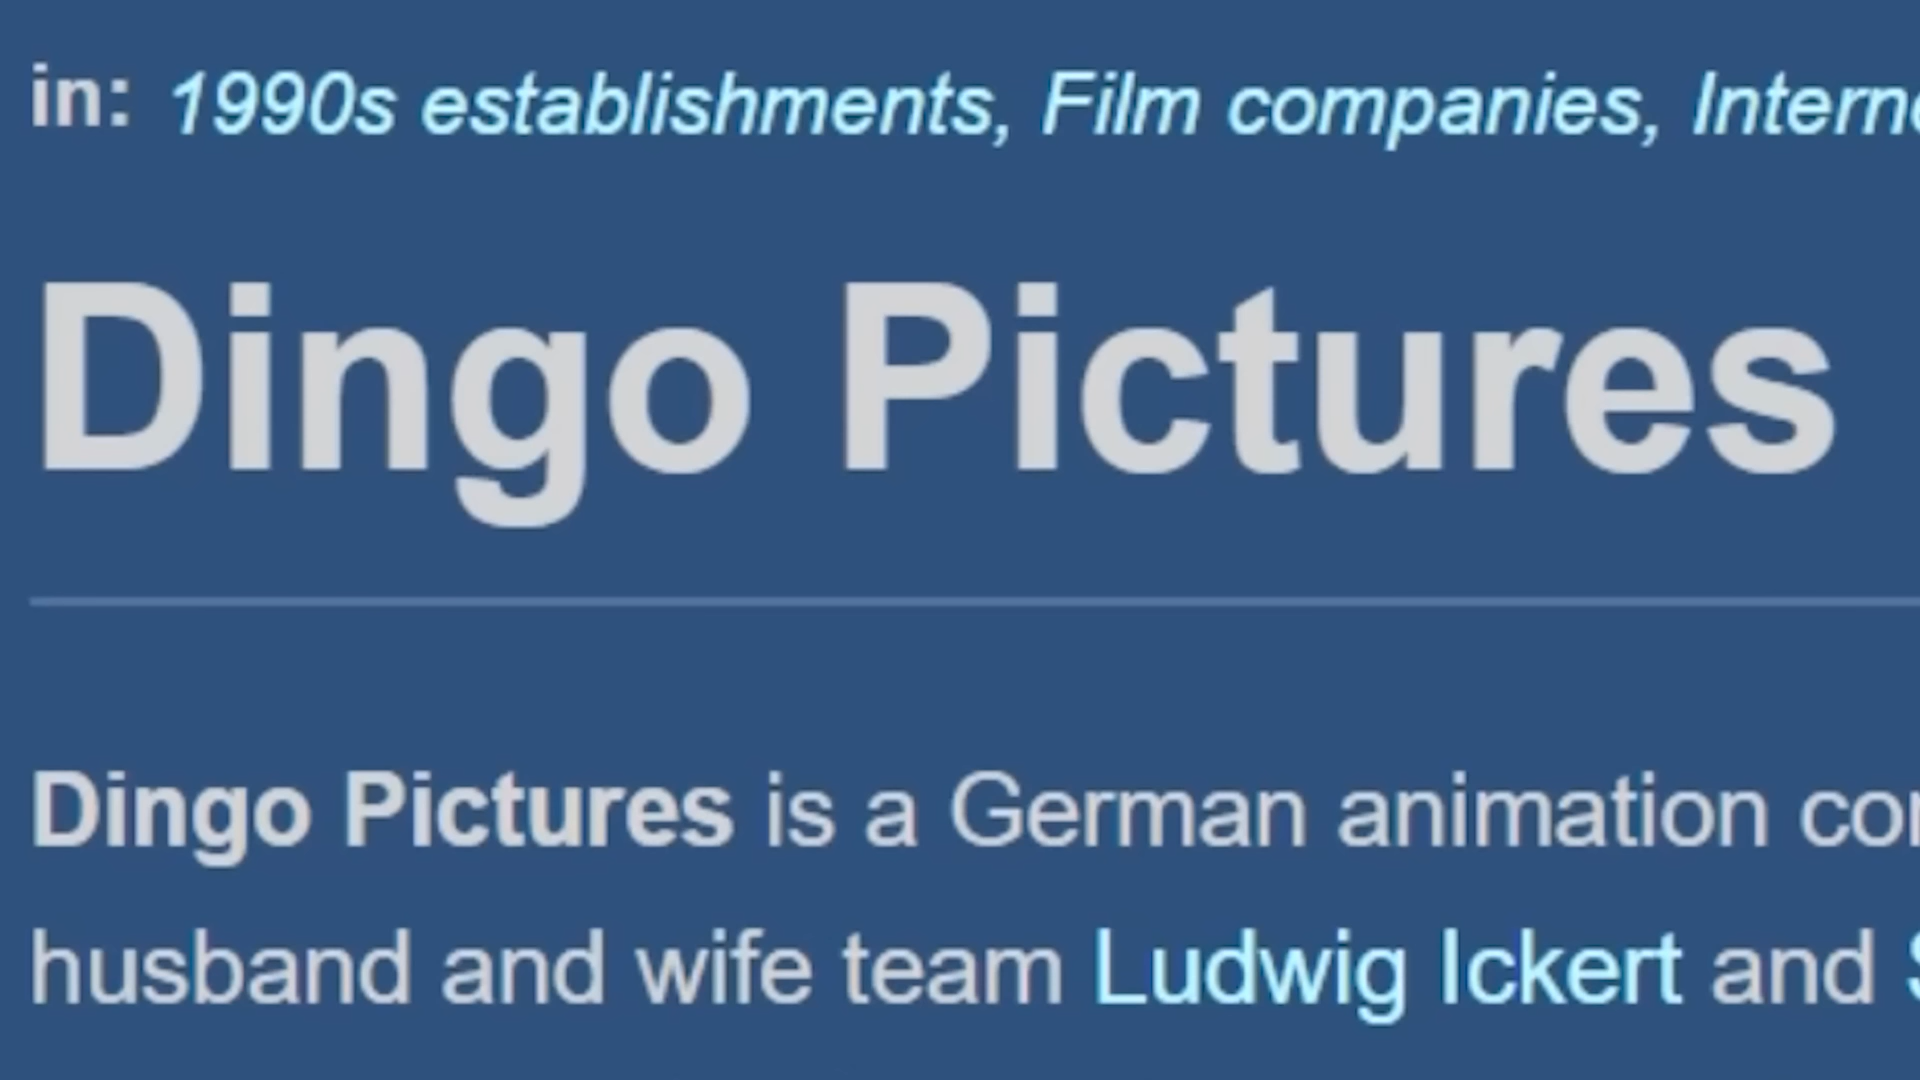 in: 1990s establishments, Film companies,
Dingo Pictures
Dingo Pictures is a German animation
husband and wife team Ludwig Ickert and